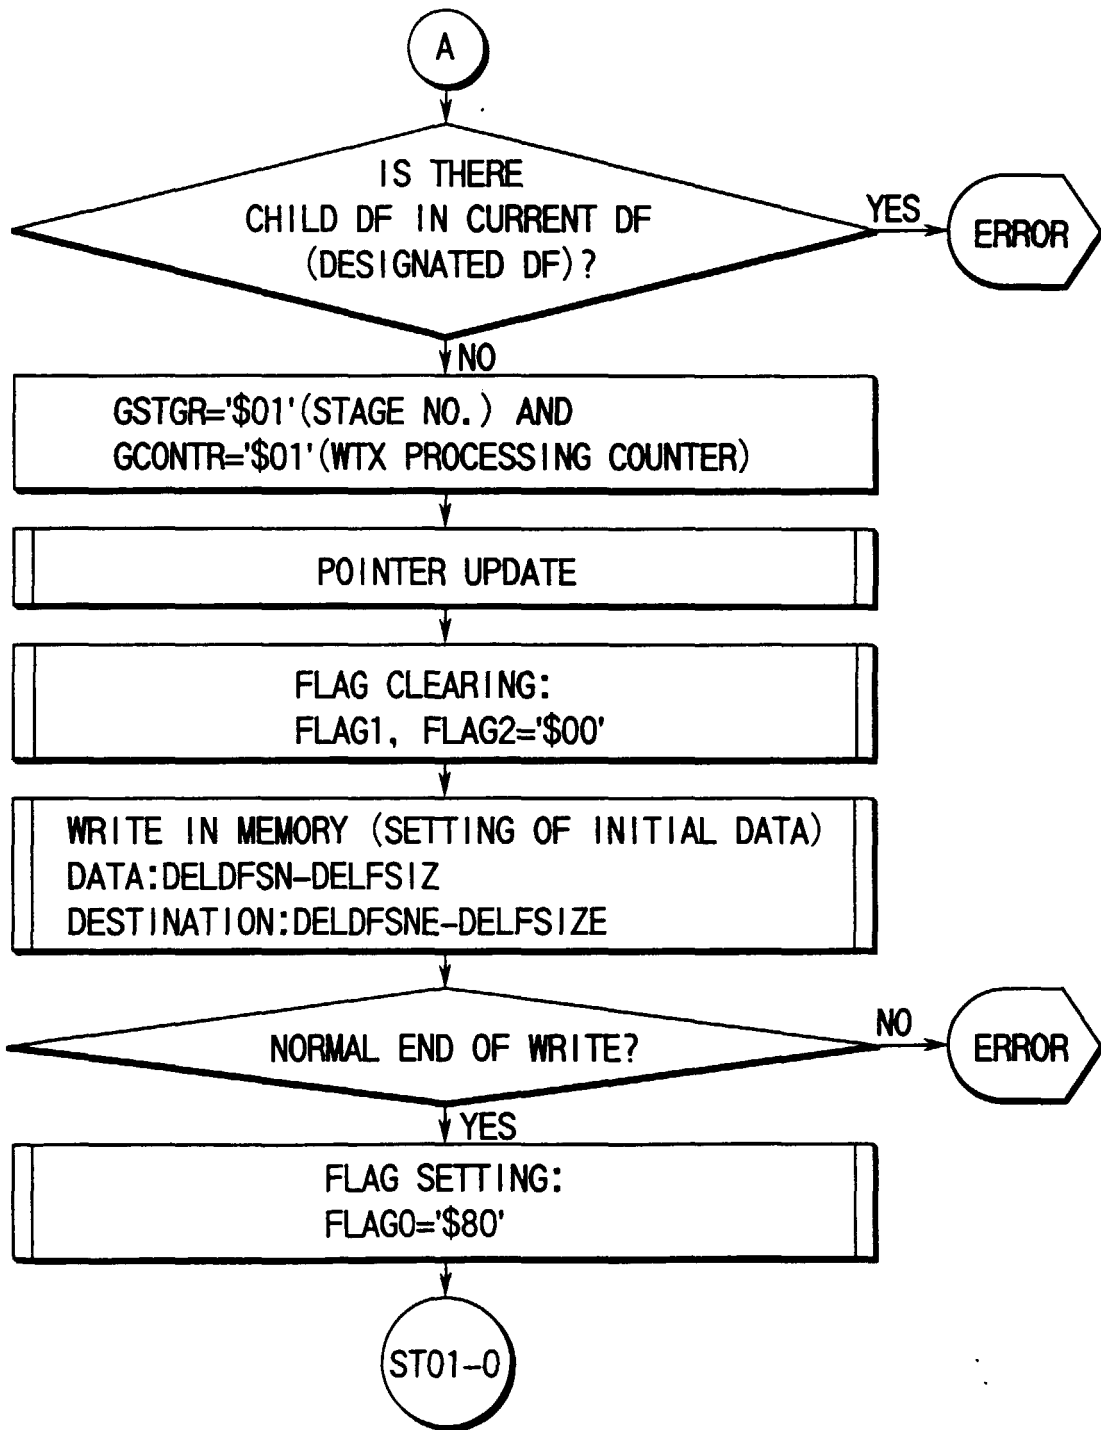 A
IS THERE
CHILD DF IN CURRENT DF
(DESIGNATED DF)?
YES
ERROR
NO
GSTGR='$01'(STAGE NO.) AND
GCONTR='$01'(WTX PROCESSING COUNTER)
POINTER UPDATE
FLAG CLEARING:
FLAG1, FLAG2='$00'
WRITE IN MEMORY (SETTING OF INITIAL DATA)
DATA:DELDFSN-DELFSIZ
DESTINATION:DELDFSNE-DELFSIZE
NORMAL END OF WRITE?
NO
ERROR
YES
FLAG SETTING:
FLAG0='$80'
ST01-0